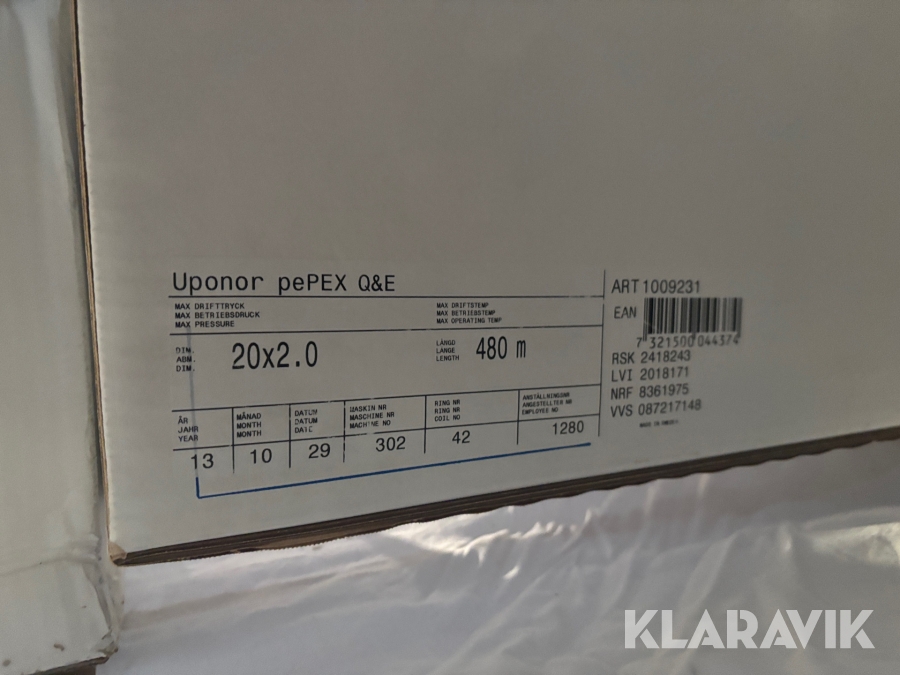 Uponor pePEX Q&E
MAX DRIFTTRYCK
MAX BETRIEBSDRUCK
MAX PRESSURE
MAX DRIFTSTEMP
MAX BETRIEBSTEMP
MAX OPERATING TEMP
DIM.
ABM.
DIM.
20x2.0
LÄNGD
LÄNGE
LENGTH
480 m
ÅR
JAHR
YEAR
MÅNAD
MONTH
MONTH
DATUM
DATUM
DATE
MASKIN NR
MASCHINE NR
MACHINE NO
RING NR
RING NR
COIL NO
ANSTÄLLNINGSNR
ANGESTELLTER NR
EMPLOYEE NO
13 10 29 302 42 1280
ART 1009231
EAN
7 321500 044374
RSK 2418243
LVI 2018171
NRF 8361975
VVS 087217148
MADE IN SWEDEN
KLARAVIK